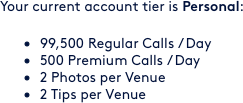 Your current account tier is Personal:
• 99,500 Regular Calls / Day
• 500 Premium Calls / Day
• 2 Photos per Venue
• 2 Tips per Venue